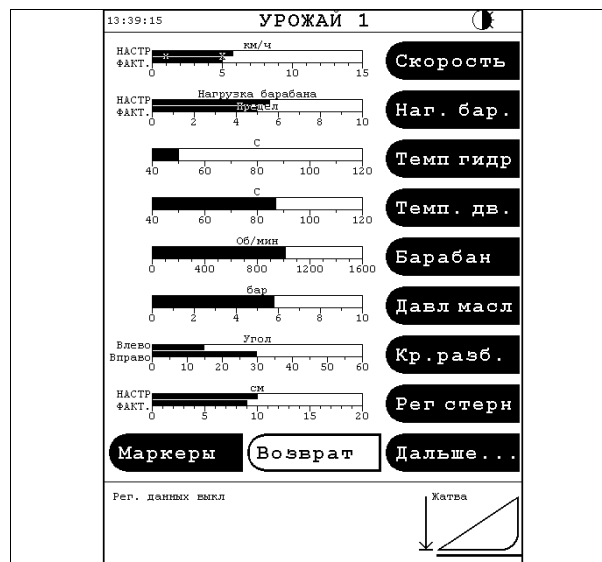 13:39:15 УРОЖАЙ 1
км/ч
НАСТР
ФАКТ.
0 5 10 15
Скорость
Нагрузка барабана
НАСТР
Предел
ФАКТ.
0 2 4 6 8 10
Наг. бар.
C
40 60 80 100 120
Темп гидр
C
40 60 80 100 120
Темп. дв.
Об/мин
0 400 800 1200 1600
Барабан
бар
0 2 4 6 8 10
Давл масл
Угол
Влево
Вправо
0 10 20 30 40 50 60
Кр.разб.
см
НАСТР
ФАКТ.
0 5 10 15 20
Рег стерн
Маркеры Возврат Дальше...
Рег. данных выкл Жатва